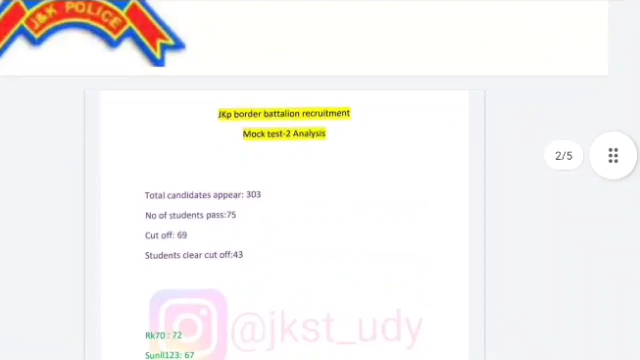 J&K POLICE
JKp border battalion recruitment
Mock test-2 Analysis
2/5
Total candidates appear: 303
No of students pass:75
Cut off: 69
Students clear cut off:43
@jkst_udy
Rk70 : 72
Sunil123: 67